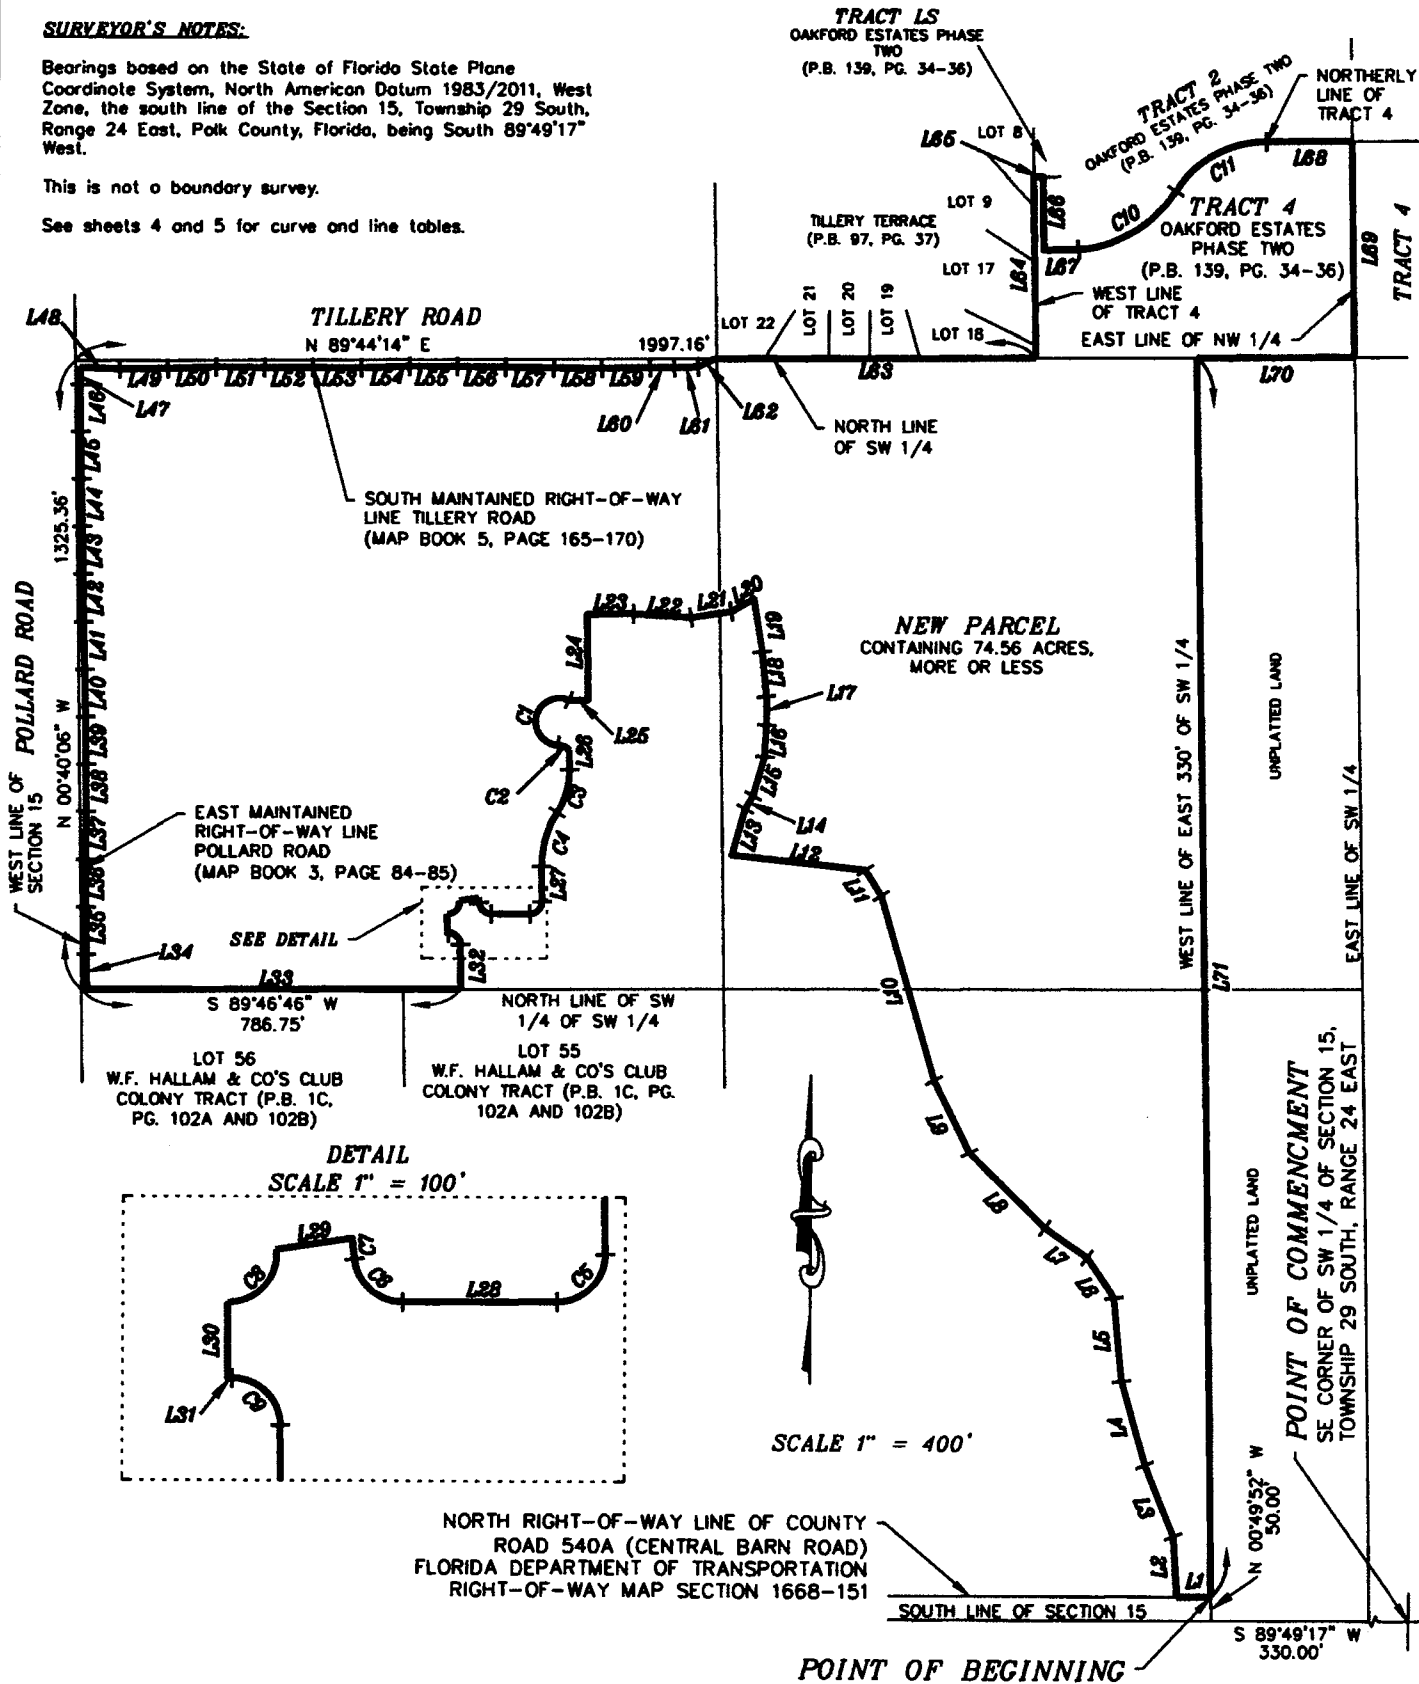 SURVEYOR'S NOTES:
Bearings based on the State of Florida State Plane
Coordinate System, North American Datum 1983/2011, West
Zone, the south line of the Section 15, Township 29 South,
Range 24 East, Polk County, Florida, being South 89°49'17"
West.
This is not a boundary survey.
See sheets 4 and 5 for curve and line tables.
TRACT LS
OAKFORD ESTATES PHASE
TWO
(P.B. 139, PG. 34-36)
TRACT 2
OAKFORD ESTATES PHASE TWO
(P.B. 139, PG. 34-36)
NORTHERLY
LINE OF
TRACT 4
L65
LOT 8
C11
L68
LOT 9
L66
C10
TRACT 4
OAKFORD ESTATES
PHASE TWO
(P.B. 139, PG. 34-36)
L69
TRACT 4
TILLERY TERRACE
(P.B. 97, PG. 37)
LOT 17
L64
L67
WEST LINE
OF TRACT 4
L48
TILLERY ROAD
N 89°44'14" E
1997.16'
LOT 22
LOT 21
LOT 20
LOT 19
LOT 18
EAST LINE OF NW 1/4
L49
L50
L51
L52
L53
L54
L55
L56
L57
L58
L59
L63
L70
L46
L47
L60
L61
L62
NORTH LINE
OF SW 1/4
L45
L44
SOUTH MAINTAINED RIGHT-OF-WAY
LINE TILLERY ROAD
(MAP BOOK 5, PAGE 165-170)
1325.36'
L43
L42
L41
L40
L39
L38
L37
L36
L35
POLLARD ROAD
WEST LINE OF
SECTION 15
N 00°40'06" W
L23
L22
L21
L20
L19
L24
L18
NEW PARCEL
CONTAINING 74.56 ACRES,
MORE OR LESS
WEST LINE OF EAST 330' OF SW 1/4
UNPLATTED LAND
EAST LINE OF SW 1/4
L17
C1
L25
L26
L16
C2
C3
L15
EAST MAINTAINED
RIGHT-OF-WAY LINE
POLLARD ROAD
(MAP BOOK 3, PAGE 84-85)
C4
L13
L14
L12
L27
L11
SEE DETAIL
L34
L32
L33
S 89°46'46" W
786.75'
NORTH LINE OF SW
1/4 OF SW 1/4
L10
L71
LOT 56
W.F. HALLAM & CO'S CLUB
COLONY TRACT (P.B. 1C,
PG. 102A AND 102B)
LOT 55
W.F. HALLAM & CO'S CLUB
COLONY TRACT (P.B. 1C, PG.
102A AND 102B)
L9
L8
L7
L6
L5
L4
L3
L2
L1
DETAIL
SCALE 1" = 100'
L29
C7
C8
C6
L28
C5
L30
L31
C9
SCALE 1" = 400'
UNPLATTED LAND
POINT OF COMMENCMENT
SE CORNER OF SW 1/4 OF SECTION 15,
TOWNSHIP 29 SOUTH, RANGE 24 EAST
N 00°49'52" W
50.00'
NORTH RIGHT-OF-WAY LINE OF COUNTY
ROAD 540A (CENTRAL BARN ROAD)
FLORIDA DEPARTMENT OF TRANSPORTATION
RIGHT-OF-WAY MAP SECTION 1668-151
SOUTH LINE OF SECTION 15
S 89°49'17" W
330.00'
POINT OF BEGINNING